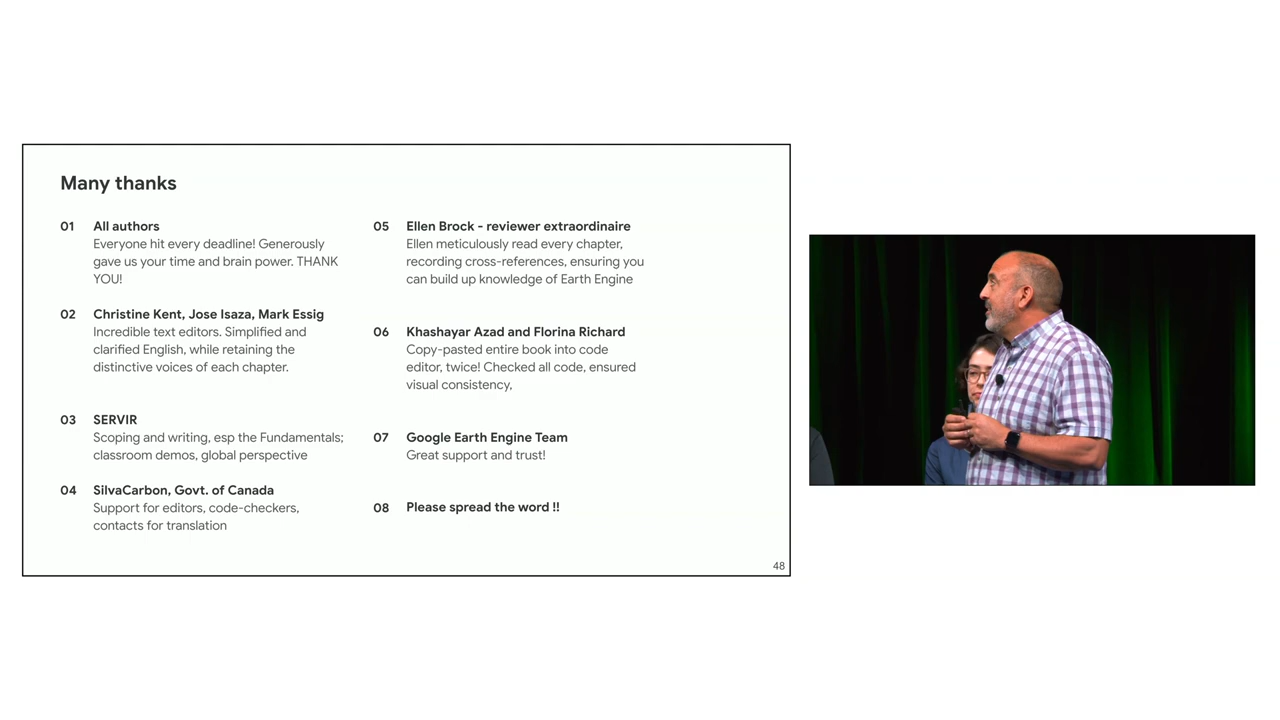 Many thanks
01 All authors
Everyone hit every deadline! Generously
gave us your time and brain power. THANK
YOU!
02 Christine Kent, Jose Isaza, Mark Essig
Incredible text editors. Simplified and
clarified English, while retaining the
distinctive voices of each chapter.
03 SERVIR
Scoping and writing, esp the Fundamentals;
classroom demos, global perspective
04 SilvaCarbon, Govt. of Canada
Support for editors, code-checkers,
contacts for translation
05 Ellen Brock - reviewer extraordinaire
Ellen meticulously read every chapter,
recording cross-references, ensuring you
can build up knowledge of Earth Engine
06 Khashayar Azad and Florina Richard
Copy-pasted entire book into code
editor, twice! Checked all code, ensured
visual consistency,
07 Google Earth Engine Team
Great support and trust!
08 Please spread the word !!
48